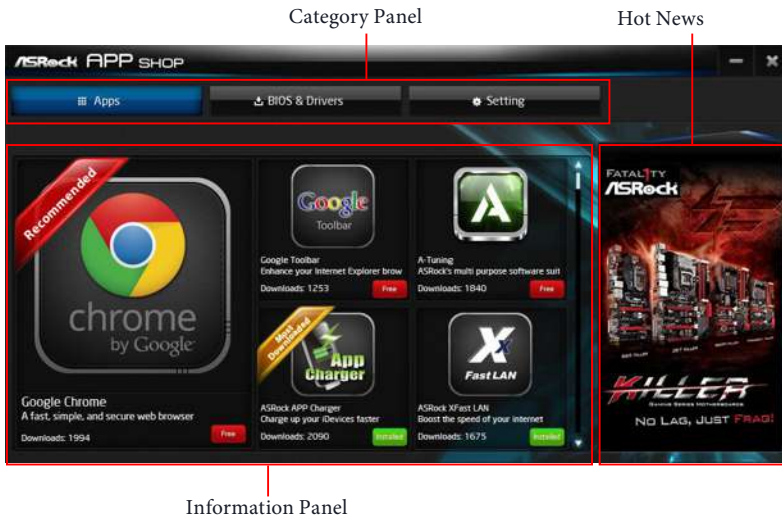 Category Panel
Hot News
ASRock APP SHOP
Apps
BIOS & Drivers
Setting
Recommended
chrome
by Google
Google Chrome
A fast, simple, and secure web browser
Downloads: 1994
Free
Google
Toolbar
Google Toolbar
Enhance your Internet Explorer brow
Downloads: 1253
Free
A-Tuning
ASRock's multi purpose software suit
Downloads: 1840
Free
Most
Downloaded
App
Charger
ASRock APP Charger
Charge up your iDevices faster
Downloads: 2090
Installed
X
Fast LAN
ASRock XFast LAN
Boost the speed of your internet
Downloads: 1675
Installed
FATAL1TY
ASRock
KILLER
GAMING SERIES MOTHERBOARDS
NO LAG, JUST FRAG!
Information Panel